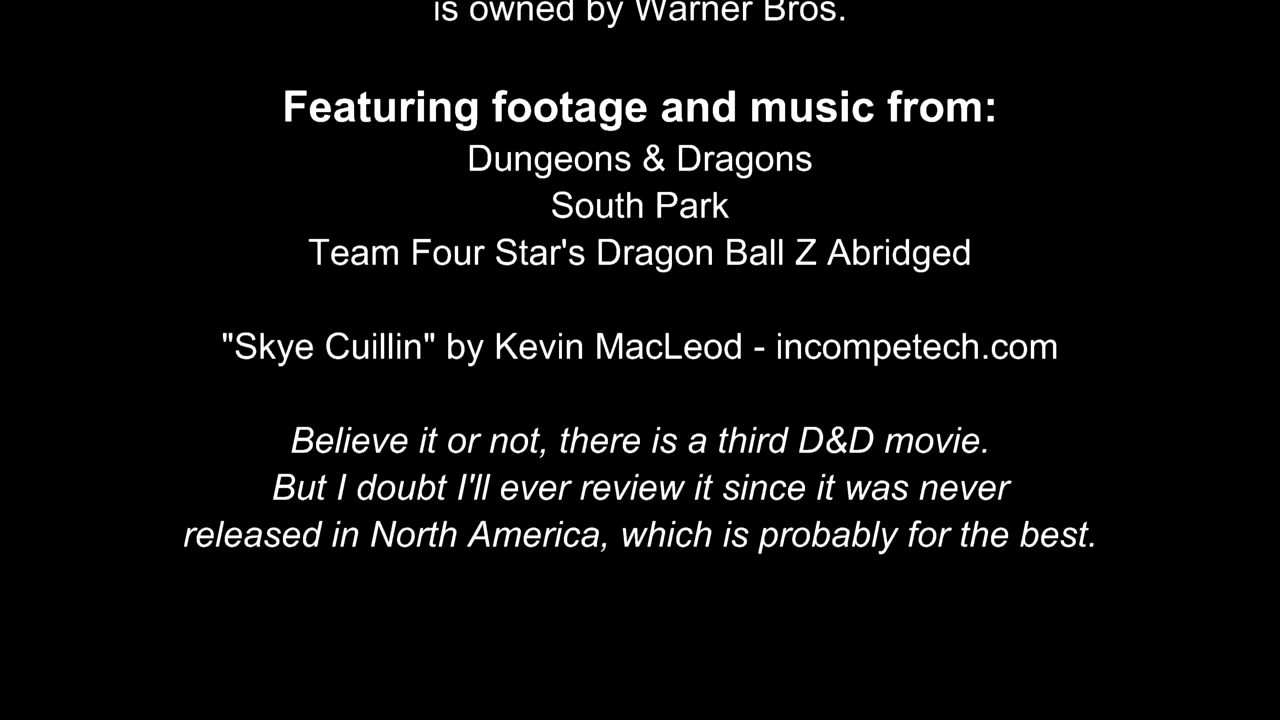 is owned by Warner Bros.
Featuring footage and music from:
Dungeons & Dragons
South Park
Team Four Star's Dragon Ball Z Abridged
"Skye Cuillin" by Kevin MacLeod - incompetech.com
Believe it or not, there is a third D&D movie.
But I doubt I'll ever review it since it was never
released in North America, which is probably for the best.